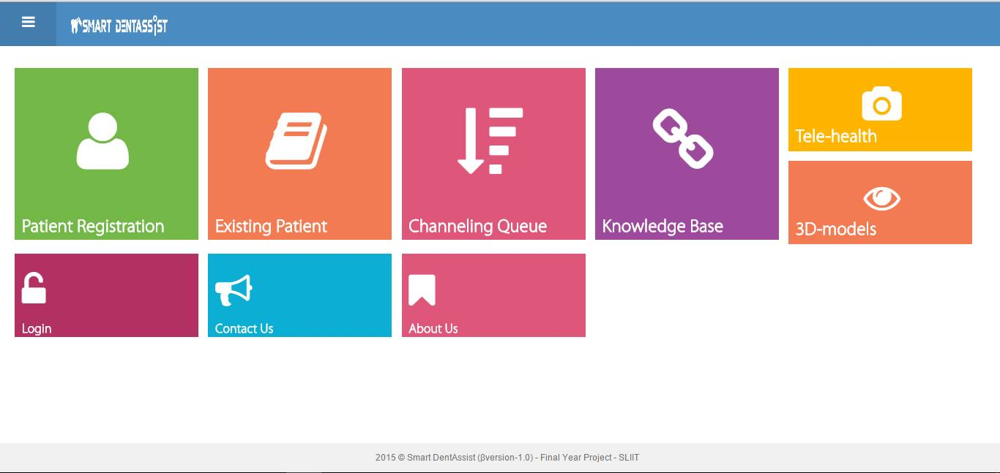 SMART DENTASSiST
Patient Registration
Existing Patient
Channeling Queue
Knowledge Base
Tele-health
3D-models
Login
Contact Us
About Us
2015 © Smart DentAssist (βversion-1.0) - Final Year Project - SLIIT